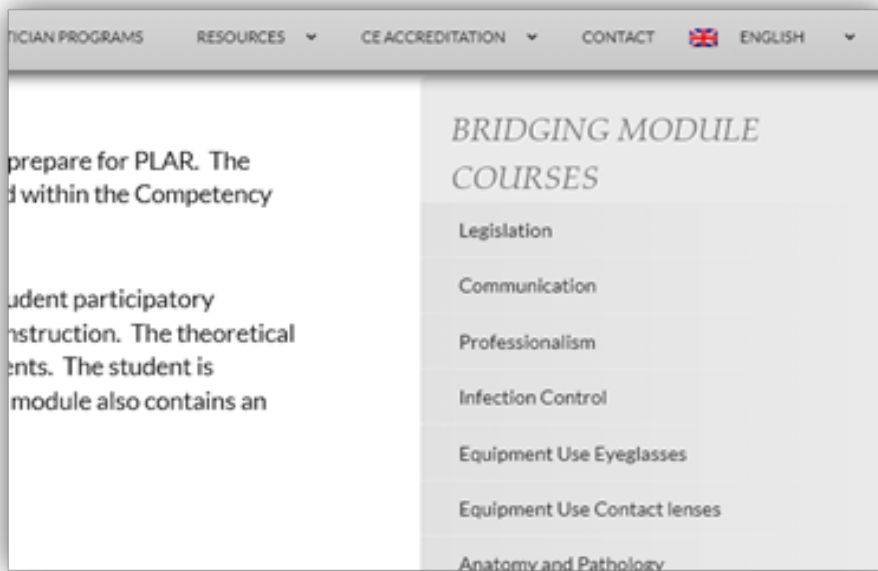 TICIAN PROGRAMS RESOURCES CE ACCREDITATION CONTACT ENGLISH
prepare for PLAR. The
d within the Competency
udent participatory
nstruction. The theoretical
ents. The student is
module also contains an
BRIDGING MODULE
COURSES
Legislation
Communication
Professionalism
Infection Control
Equipment Use Eyeglasses
Equipment Use Contact lenses
Anatomy and Pathology